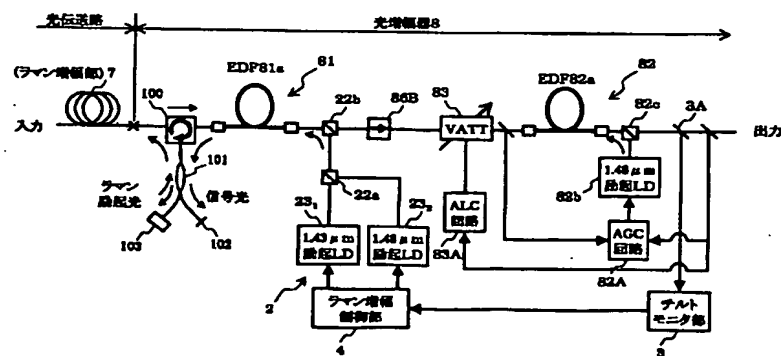 光伝送路
光増幅器8
(ラマン増幅部)7
100
EDF81a
81
22b
86B
83
VATT
EDF82a
82
82c
3A
入力
出力
101
ラマン
励起光
信号光
103
102
22a
23₁
1.43μm
励起LD
23₂
1.48μm
励起LD
ALC
回路
83A
1.48μm
励起LD
82b
AGC
回路
82A
2
ラマン増幅
制御部
4
チルト
モニタ部
3